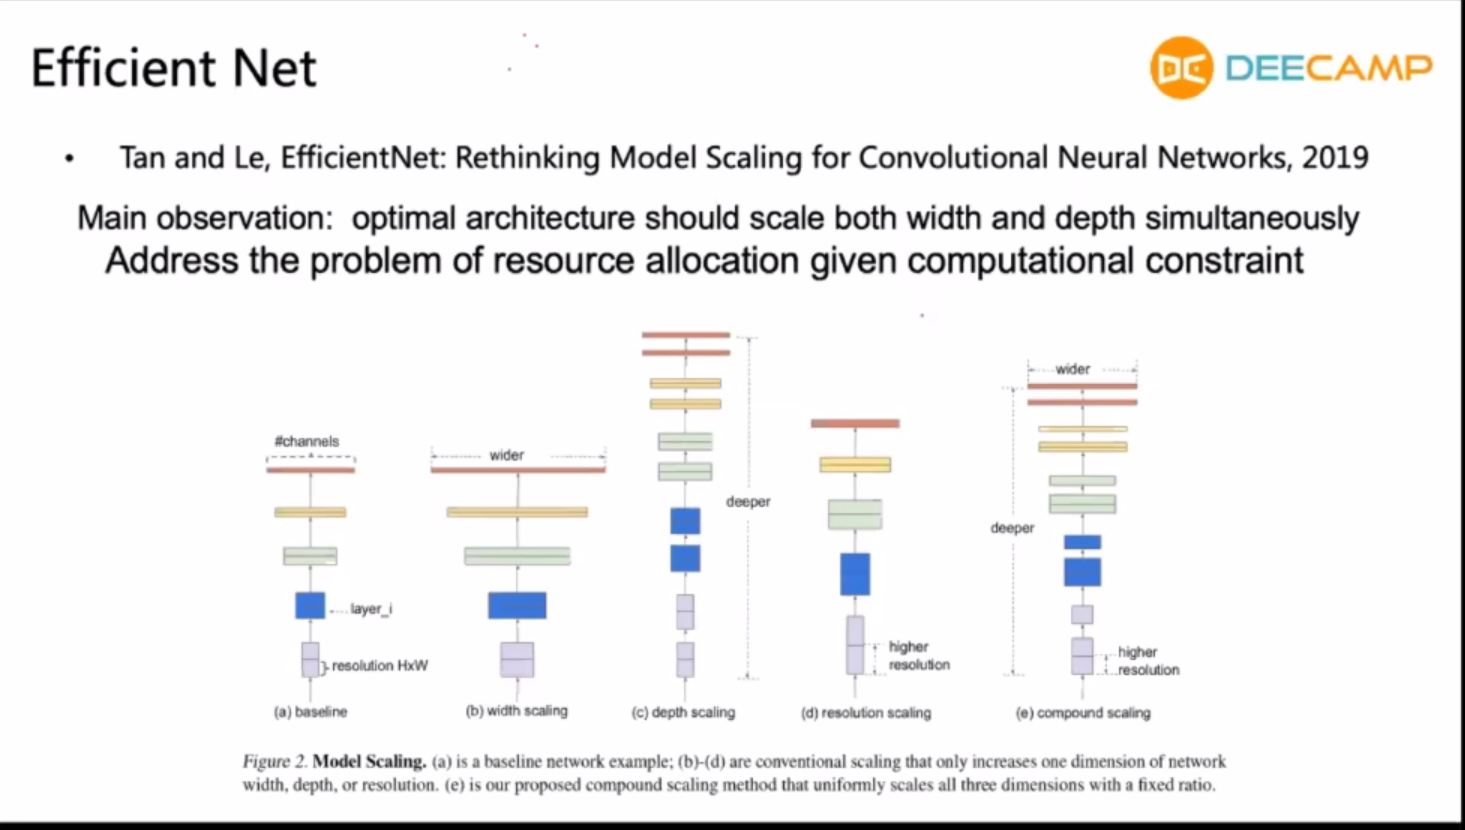 Efficient Net
DEECAMP
• Tan and Le, EfficientNet: Rethinking Model Scaling for Convolutional Neural Networks, 2019
Main observation: optimal architecture should scale both width and depth simultaneously
Address the problem of resource allocation given computational constraint
#channels
layer_i
resolution HxW
(a) baseline
wider
(b) width scaling
deeper
(c) depth scaling
higher
resolution
(d) resolution scaling
wider
deeper
higher
resolution
(e) compound scaling
Figure 2. Model Scaling. (a) is a baseline network example; (b)-(d) are conventional scaling that only increases one dimension of network
width, depth, or resolution. (e) is our proposed compound scaling method that uniformly scales all three dimensions with a fixed ratio.